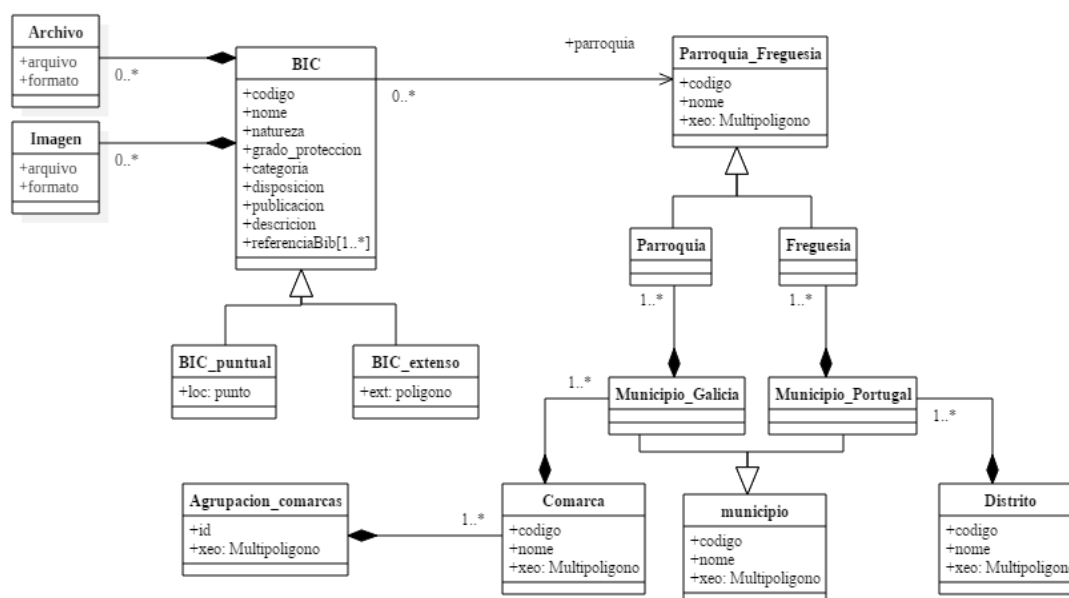 Archivo
+arquivo
+formato
0..*
Imagen
+arquivo
+formato
0..*
BIC
+codigo
+nome
+natureza
+grado_proteccion
+categoria
+disposicion
+publicacion
+descricion
+referenciaBib[1..*]
0..*
+parroquia
Parroquia_Freguesia
+codigo
+nome
+xeo: Multipoligono
Parroquia
1..*
Freguesia
1..*
BIC_puntual
+loc: punto
BIC_extenso
+ext: poligono
1..*
Municipio_Galicia
Municipio_Portugal
1..*
Agrupacion_comarcas
+id
+xeo: Multipoligono
1..*
Comarca
+codigo
+nome
+xeo: Multipoligono
municipio
+codigo
+nome
+xeo: Multipoligono
Distrito
+codigo
+nome
+xeo: Multipoligono